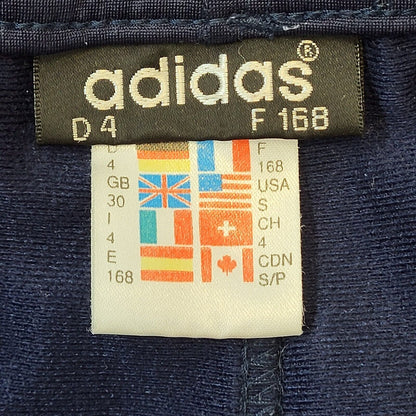 adidas®
D 4 F 168
D F
4 168
GB USA
30 S
I CH
4 4
E CDN
168 S/P